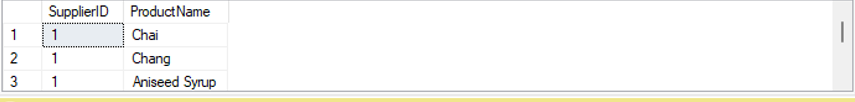 SupplierID ProductName
1 1 Chai
2 1 Chang
3 1 Aniseed Syrup